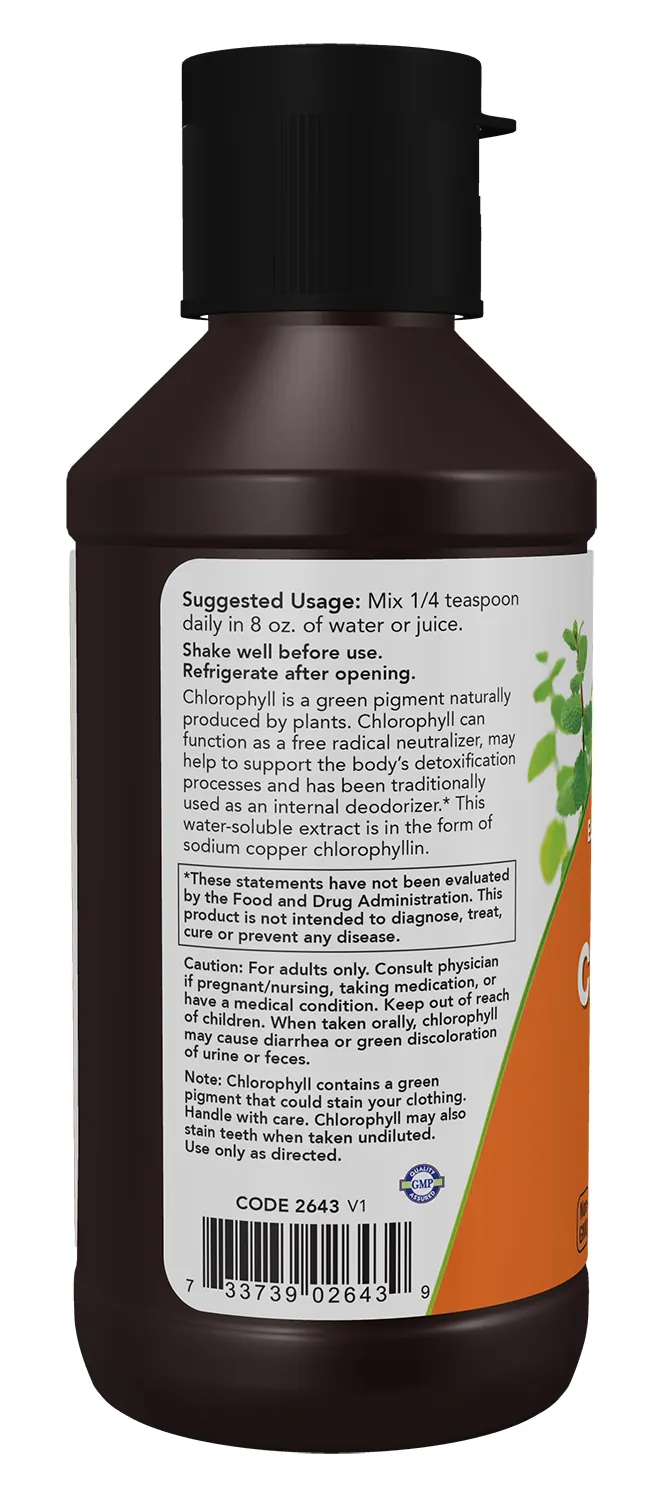 Suggested Usage: Mix 1/4 teaspoon
daily in 8 oz. of water or juice.
Shake well before use.
Refrigerate after opening.
Chlorophyll is a green pigment naturally
produced by plants. Chlorophyll can
function as a free radical neutralizer, may
help to support the body's detoxification
processes and has been traditionally
used as an internal deodorizer.* This
water-soluble extract is in the form of
sodium copper chlorophyllin.
*These statements have not been evaluated
by the Food and Drug Administration. This
product is not intended to diagnose, treat,
cure or prevent any disease.
Caution: For adults only. Consult physician
if pregnant/nursing, taking medication, or
have a medical condition. Keep out of reach
of children. When taken orally, chlorophyll
may cause diarrhea or green discoloration
of urine or feces.
Note: Chlorophyll contains a green
pigment that could stain your clothing.
Handle with care. Chlorophyll may also
stain teeth when taken undiluted.
Use only as directed.
QUALITY
GMP
ASSURED
CODE 2643 V1
7 33739 02643 9